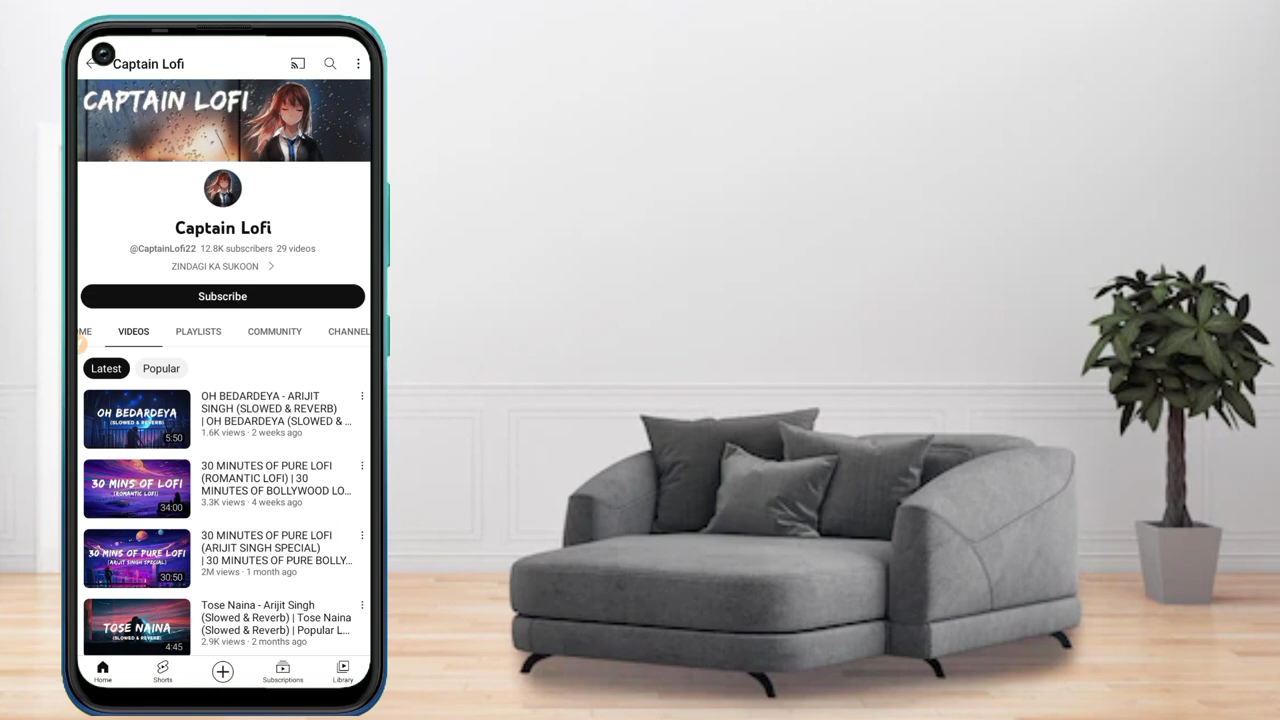 Captain Lofi
CAPTAIN LOFI
Captain Lofi
@CaptainLofi22 12.8K subscribers 29 videos
ZINDAGI KA SUKOON
Subscribe
ME VIDEOS PLAYLISTS COMMUNITY CHANNEL
Latest Popular
OH BEDARDEYA
(SLOWED & REVERB)
5:50
OH BEDARDEYA - ARIJIT
SINGH (SLOWED & REVERB)
| OH BEDARDEYA (SLOWED & ...
1.6K views · 2 weeks ago
30 MINS OF LOFI
(ROMANTIC LOFI)
34:00
30 MINUTES OF PURE LOFI
(ROMANTIC LOFI) | 30
MINUTES OF BOLLYWOOD LO...
3.3K views · 4 weeks ago
30 MINS OF PURE LOFI
(ARIJIT SINGH SPECIAL)
30:50
30 MINUTES OF PURE LOFI
(ARIJIT SINGH SPECIAL)
| 30 MINUTES OF PURE BOLLY...
2M views · 1 month ago
TOSE NAINA
(SLOWED & REVERB)
4:45
Tose Naina - Arijit Singh
(Slowed & Reverb) | Tose Naina
(Slowed & Reverb) | Popular L...
2.9K views · 2 months ago
Home Shorts Subscriptions Library